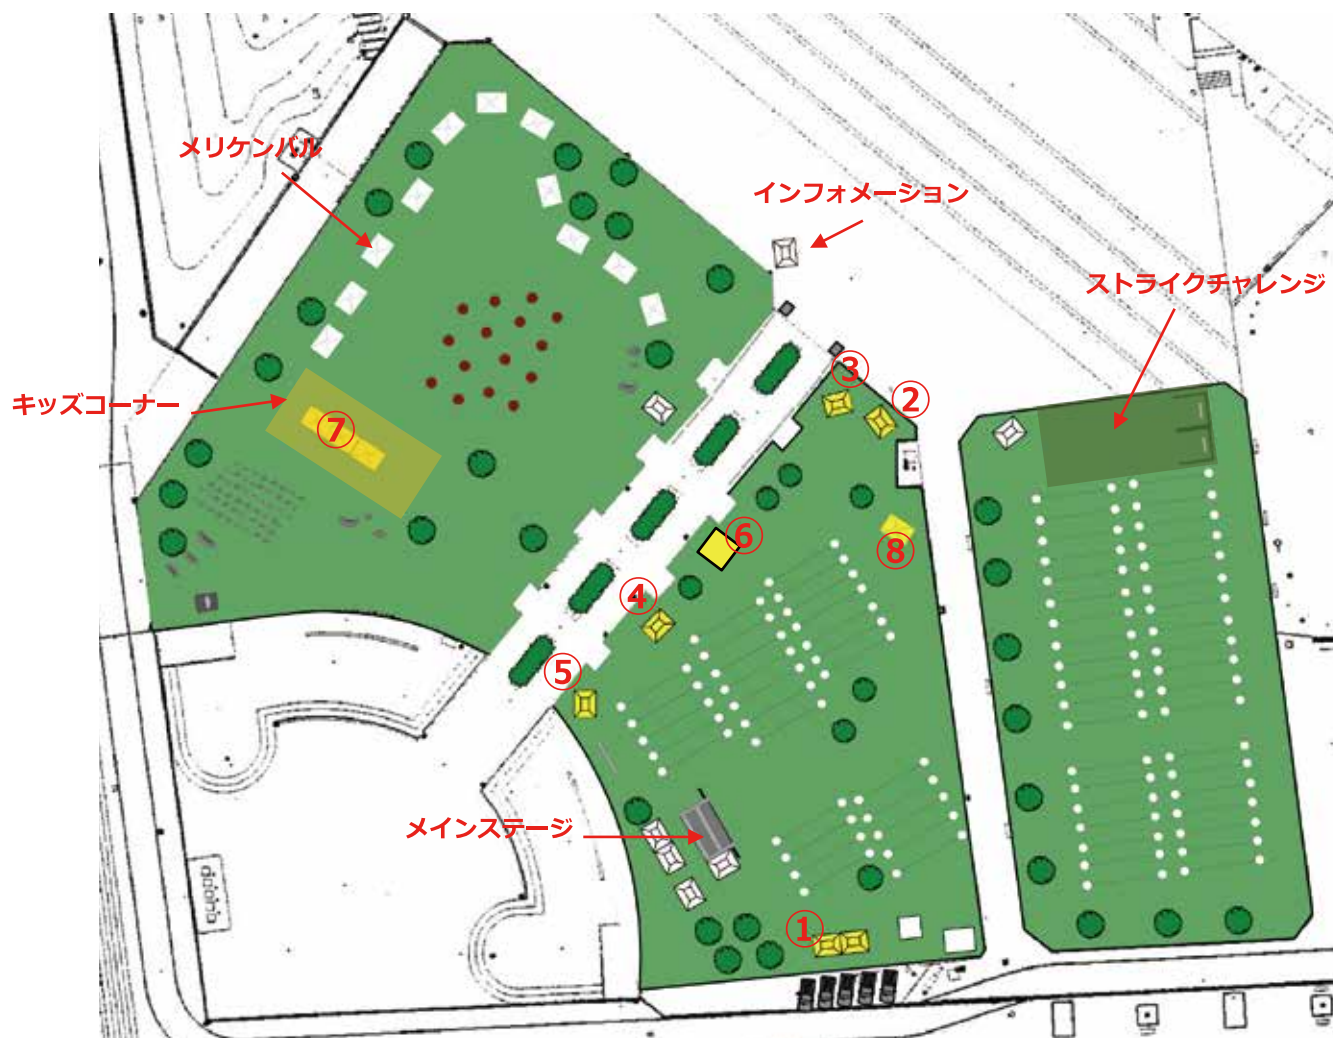 メリケンバル
インフォメーション
ストライクチャレンジ
③
②
キッズコーナー
⑦
⑥
⑧
④
⑤
メインステージ
①